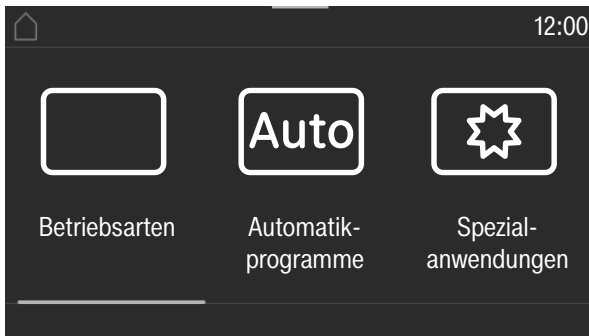 12:00
Auto
Betriebsarten
Automatik-
programme
Spezial-
anwendungen